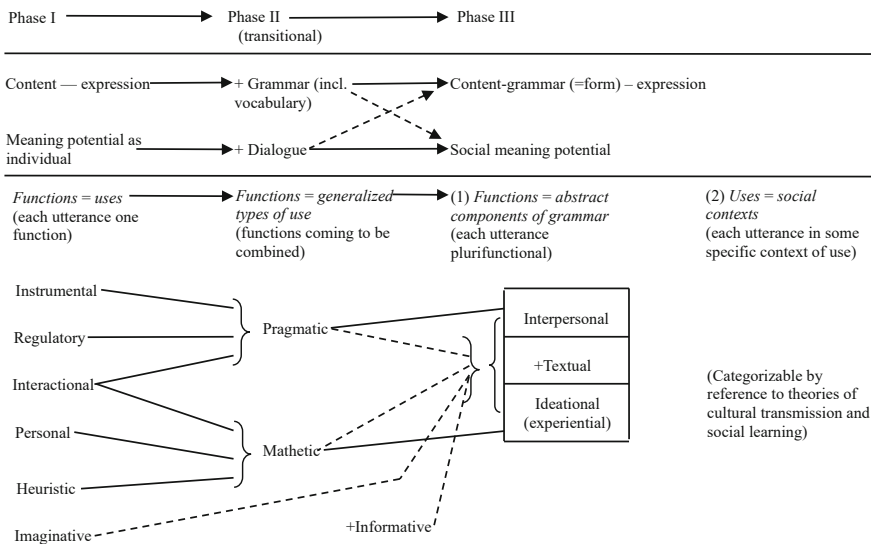 Phase I
Phase II
(transitional)
Phase III
Content — expression
+ Grammar (incl.
vocabulary)
Content-grammar (=form) – expression
Meaning potential as
individual
+ Dialogue
Social meaning potential
Functions = uses
(each utterance one
function)
Functions = generalized
types of use
(functions coming to be
combined)
(1) Functions = abstract
components of grammar
(each utterance
plurifunctional)
(2) Uses = social
contexts
(each utterance in some
specific context of use)
Instrumental
Regulatory
Interactional
Personal
Heuristic
Imaginative
Pragmatic
Mathetic
+Informative
Interpersonal
+Textual
Ideational
(experiential)
(Categorizable by
reference to theories of
cultural transmission and
social learning)